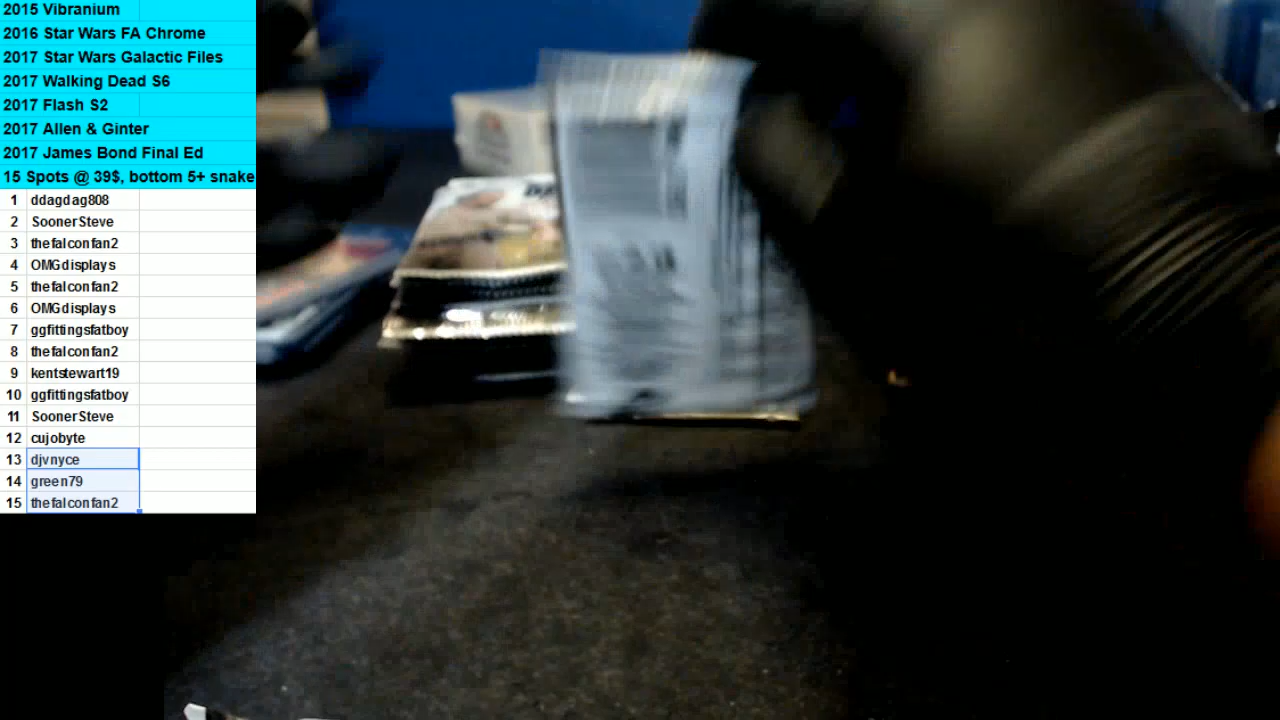 2015 Vibranium
2016 Star Wars FA Chrome
2017 Star Wars Galactic Files
2017 Walking Dead S6
2017 Flash S2
2017 Allen & Ginter
2017 James Bond Final Ed
15 Spots @ 39$, bottom 5+ snake
1 ddagdag808
2 SoonerSteve
3 thefalconfan2
4 OMGdisplays
5 thefalconfan2
6 OMGdisplays
7 ggfittingsfatboy
8 thefalconfan2
9 kentstewart19
10 ggfittingsfatboy
11 SoonerSteve
12 cujobyte
13 djvnyce
14 green79
15 thefalconfan2